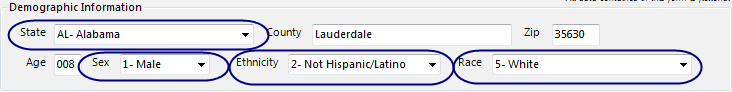 Demographic Information
State AL- Alabama County Lauderdale Zip 35630
Age 008 Sex 1- Male Ethnicity 2- Not Hispanic/Latino Race 5- White